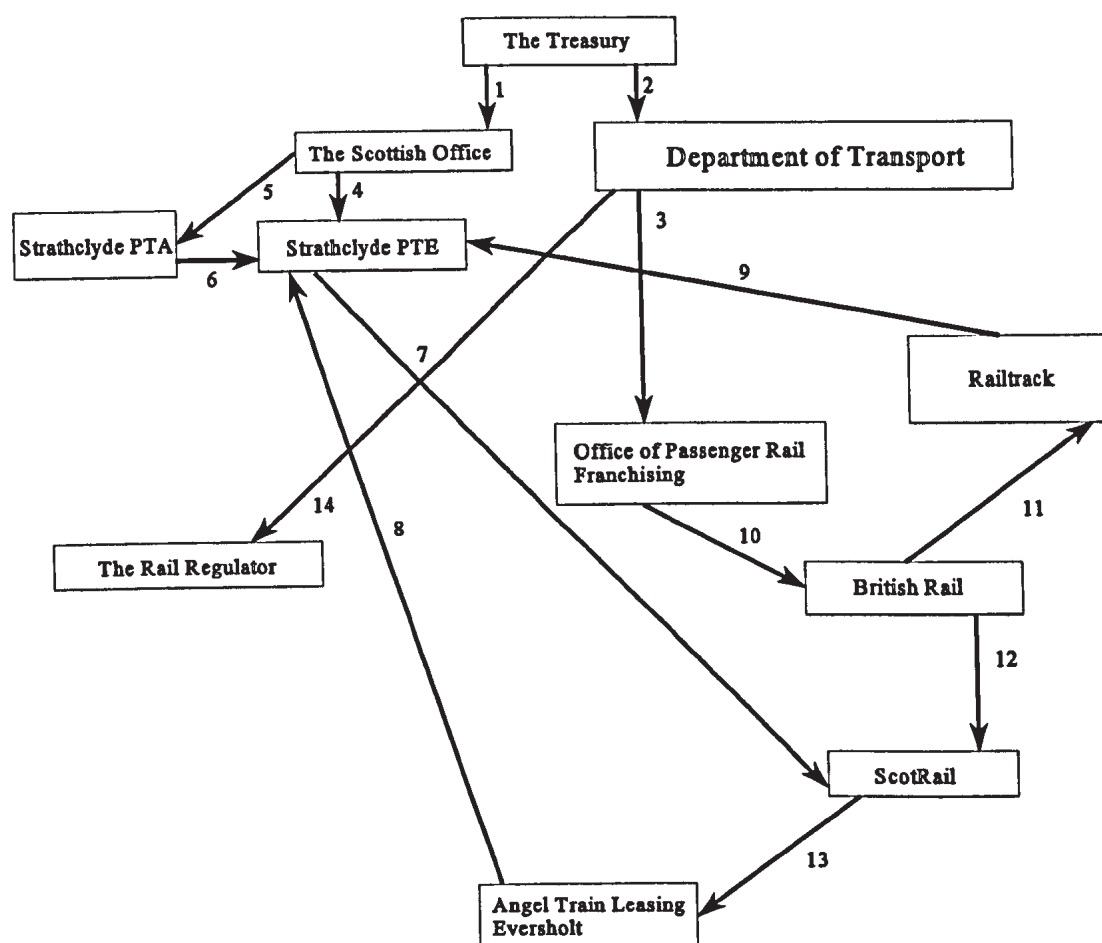 The Treasury
1
2
The Scottish Office
Department of Transport
5
4
3
Strathclyde PTA
Strathclyde PTE
6
9
7
Railtrack
Office of Passenger Rail
Franchising
14
8
10
11
The Rail Regulator
British Rail
12
ScotRail
13
Angel Train Leasing
Eversholt